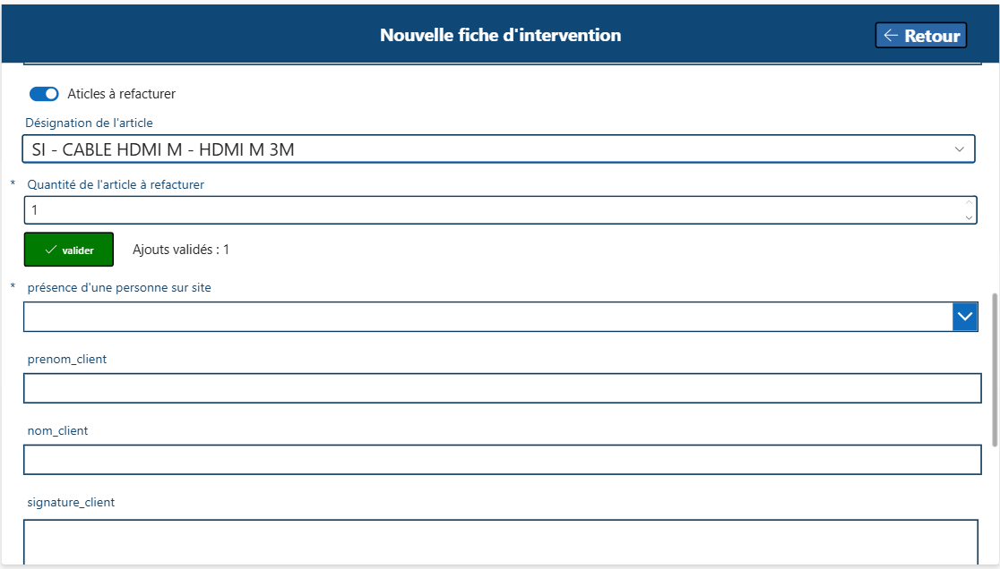 Nouvelle fiche d'intervention
Retour
Aticles à refacturer
Désignation de l'article
SI - CABLE HDMI M - HDMI M 3M
* Quantité de l'article à refacturer
1
valider
Ajouts validés : 1
* présence d'une personne sur site
prenom_client
nom_client
signature_client